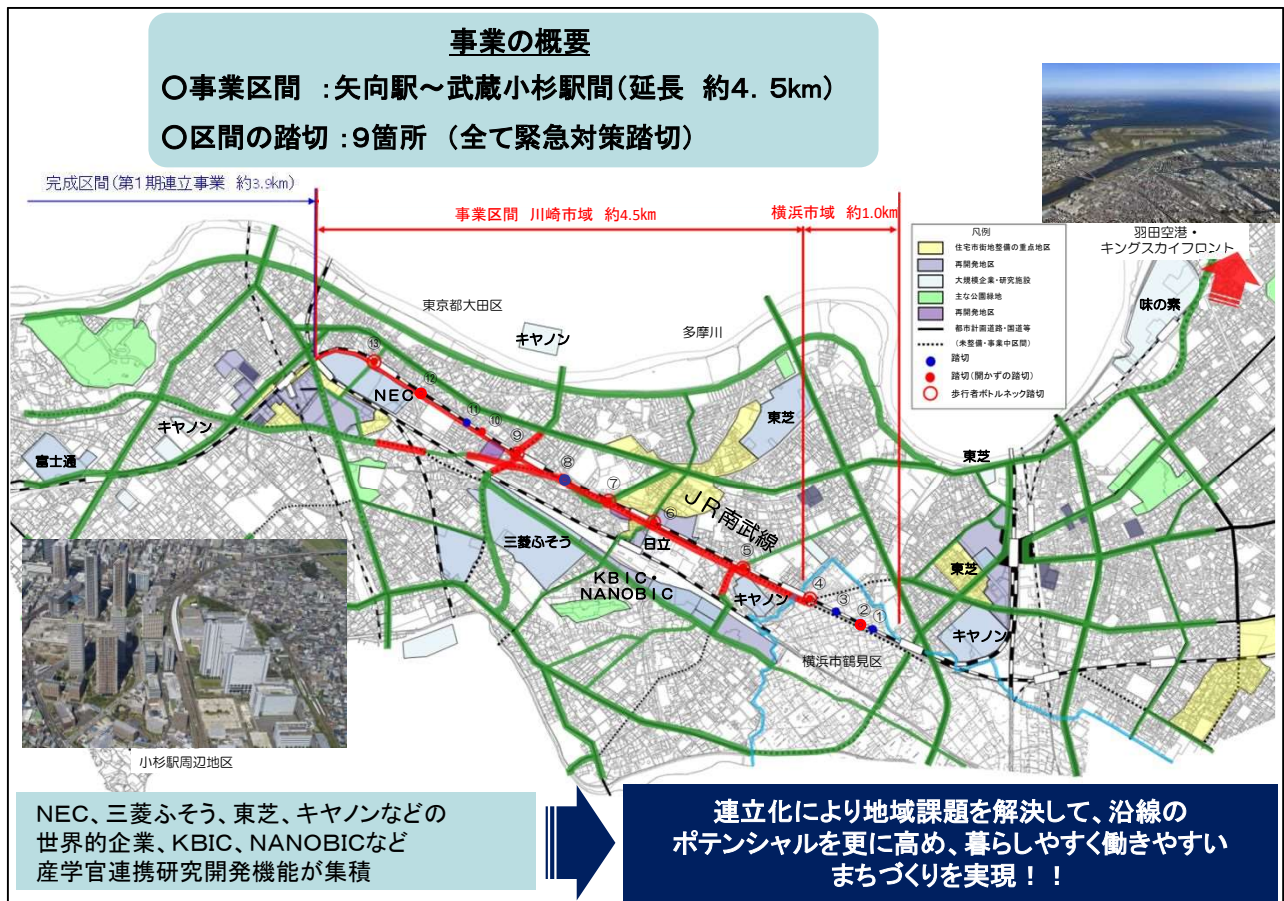 事業の概要
○事業区間 :矢向駅~武蔵小杉駅間(延長 約4.5km)
○区間の踏切 :9箇所 (全て緊急対策踏切)
完成区間(第1期連立事業 約3.9km)
事業区間 川崎市域 約4.5km
横浜市域 約1.0km
羽田空港・
キングスカイフロント
凡例
住宅市街地整備の重点地区
再開発地区
大規模企業・研究施設
主な公園緑地
再開発地区
都市計画道路・国道等
(未整備・事業中区間)
踏切
踏切(開かずの踏切)
歩行者ボトルネック踏切
東京都大田区
キヤノン
多摩川
味の素
⑬
⑫
NEC
⑪
⑩
⑨
⑧
⑦
⑥
⑤
④
③
②
①
キヤノン
富士通
東芝
東芝
JR南武線
三菱ふそう
日立
KBIC・
NANOBIC
キヤノン
東芝
キヤノン
横浜市鶴見区
小杉駅周辺地区
NEC、三菱ふそう、東芝、キヤノンなどの
世界的企業、KBIC、NANOBICなど
産学官連携研究開発機能が集積
連立化により地域課題を解決して、沿線の
ポテンシャルを更に高め、暮らしやすく働きやすい
まちづくりを実現!!